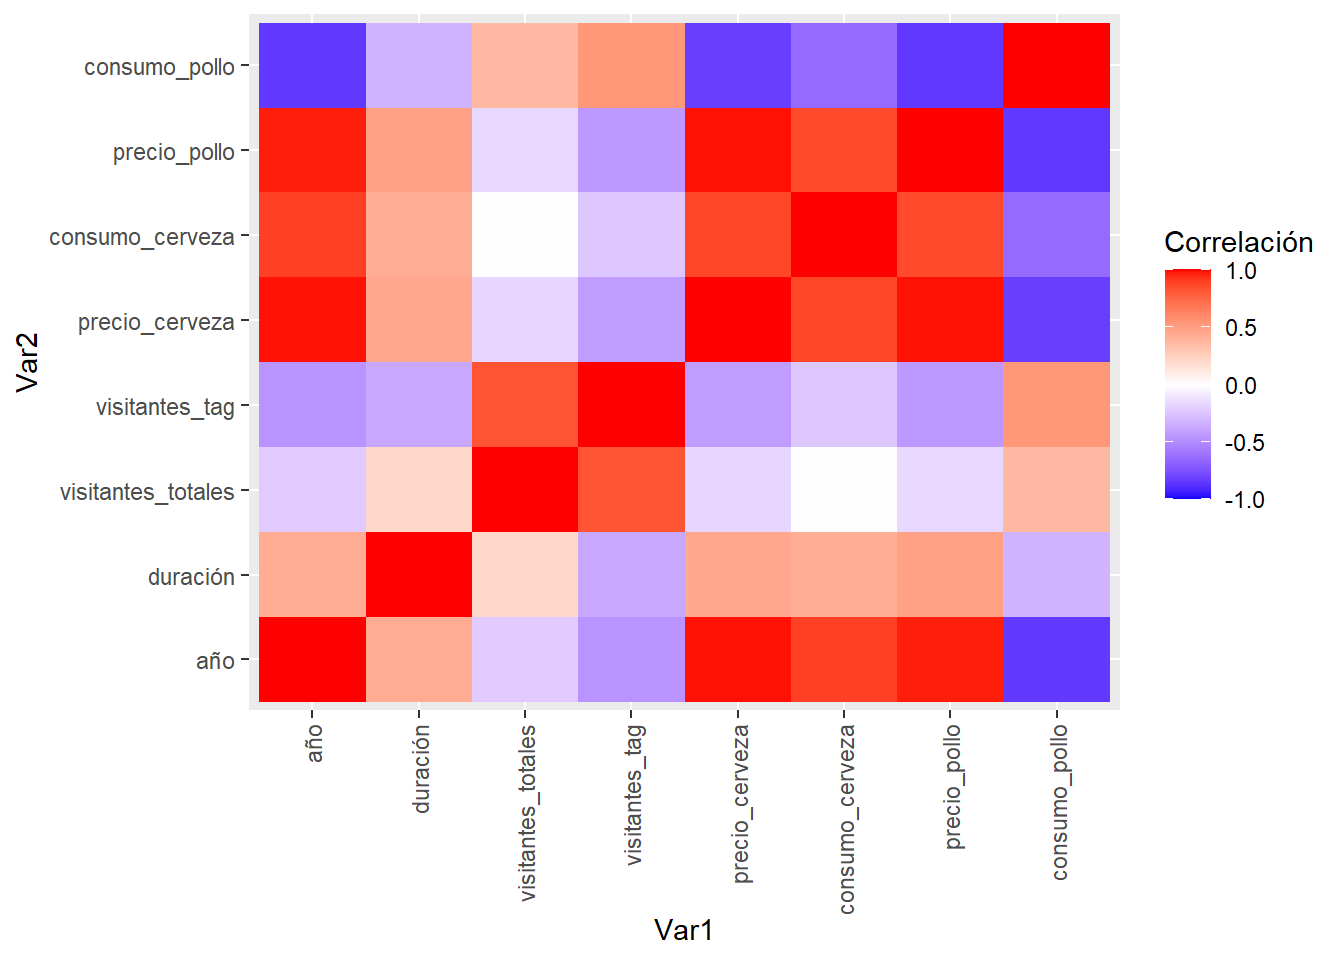 consumo_pollo
precio_pollo
consumo_cerveza
precio_cerveza
visitantes_tag
visitantes_totales
duración
año
Var2
año
duración
visitantes_totales
visitantes_tag
precio_cerveza
consumo_cerveza
precio_pollo
consumo_pollo
Var1
Correlación
1.0
0.5
0.0
-0.5
-1.0